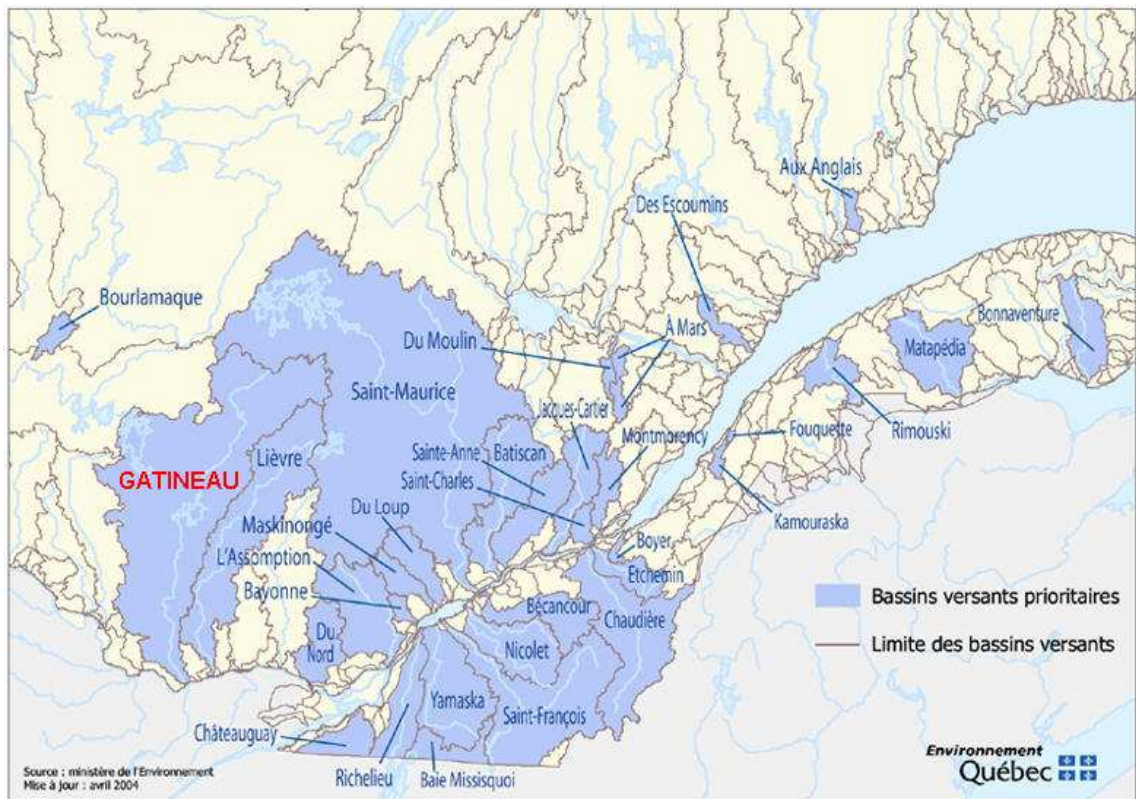 Aux Anglais
Des Escoumins
Bourlamaque
À Mars
Du Moulin
Bonnaventure
Matapédia
Saint-Maurice
Jacques-Cartier
Montmorency
Fouquette
Rimouski
Sainte-Anne
Batiscan
Lièvre
GATINEAU
Saint-Charles
Du Loup
Maskinongé
Kamouraska
Boyer
L'Assomption
Etchemin
Bayonne
Bécancour
Chaudière
Bassins versants prioritaires
Du
Nord
Nicolet
Limite des bassins versants
Yamaska
Saint-François
Châteauguay
Richelieu
Baie Missisquoi
Source : ministère de l'Environnement
Mise à jour : avril 2004
Environnement
Québec